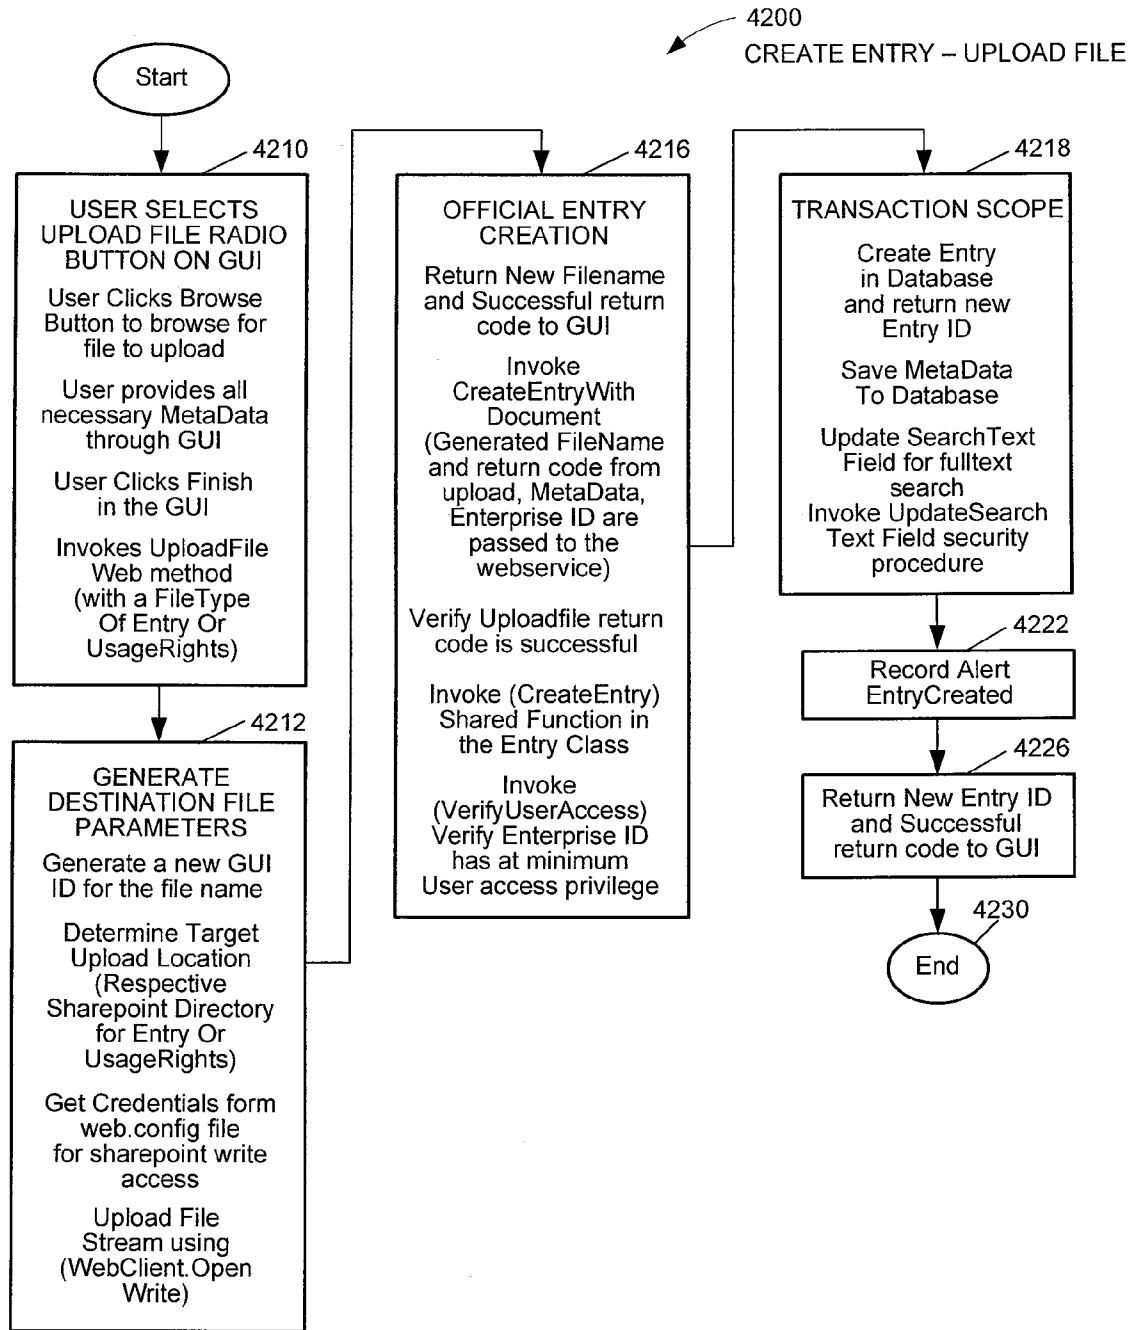 4200
CREATE ENTRY – UPLOAD FILE
Start
4210
USER SELECTS
UPLOAD FILE RADIO
BUTTON ON GUI
User Clicks Browse
Button to browse for
file to upload
User provides all
necessary MetaData
through GUI
User Clicks Finish
in the GUI
Invokes UploadFile
Web method
(with a FileType
Of Entry Or
UsageRights)
4212
GENERATE
DESTINATION FILE
PARAMETERS
Generate a new GUI
ID for the file name
Determine Target
Upload Location
(Respective
Sharepoint Directory
for Entry Or
UsageRights)
Get Credentials form
web.config file
for sharepoint write
access
Upload File
Stream using
(WebClient.Open
Write)
4216
OFFICIAL ENTRY
CREATION
Return New Filename
and Successful return
code to GUI
Invoke
CreateEntryWith
Document
(Generated FileName
and return code from
upload, MetaData,
Enterprise ID are
passed to the
webservice)
Verify Uploadfile return
code is successful
Invoke (CreateEntry)
Shared Function in
the Entry Class
Invoke
(VerifyUserAccess)
Verify Enterprise ID
has at minimum
User access privilege
4218
TRANSACTION SCOPE
Create Entry
in Database
and return new
Entry ID
Save MetaData
To Database
Update SearchText
Field for fulltext
search
Invoke UpdateSearch
Text Field security
procedure
4222
Record Alert
EntryCreated
4226
Return New Entry ID
and Successful
return code to GUI
4230
End